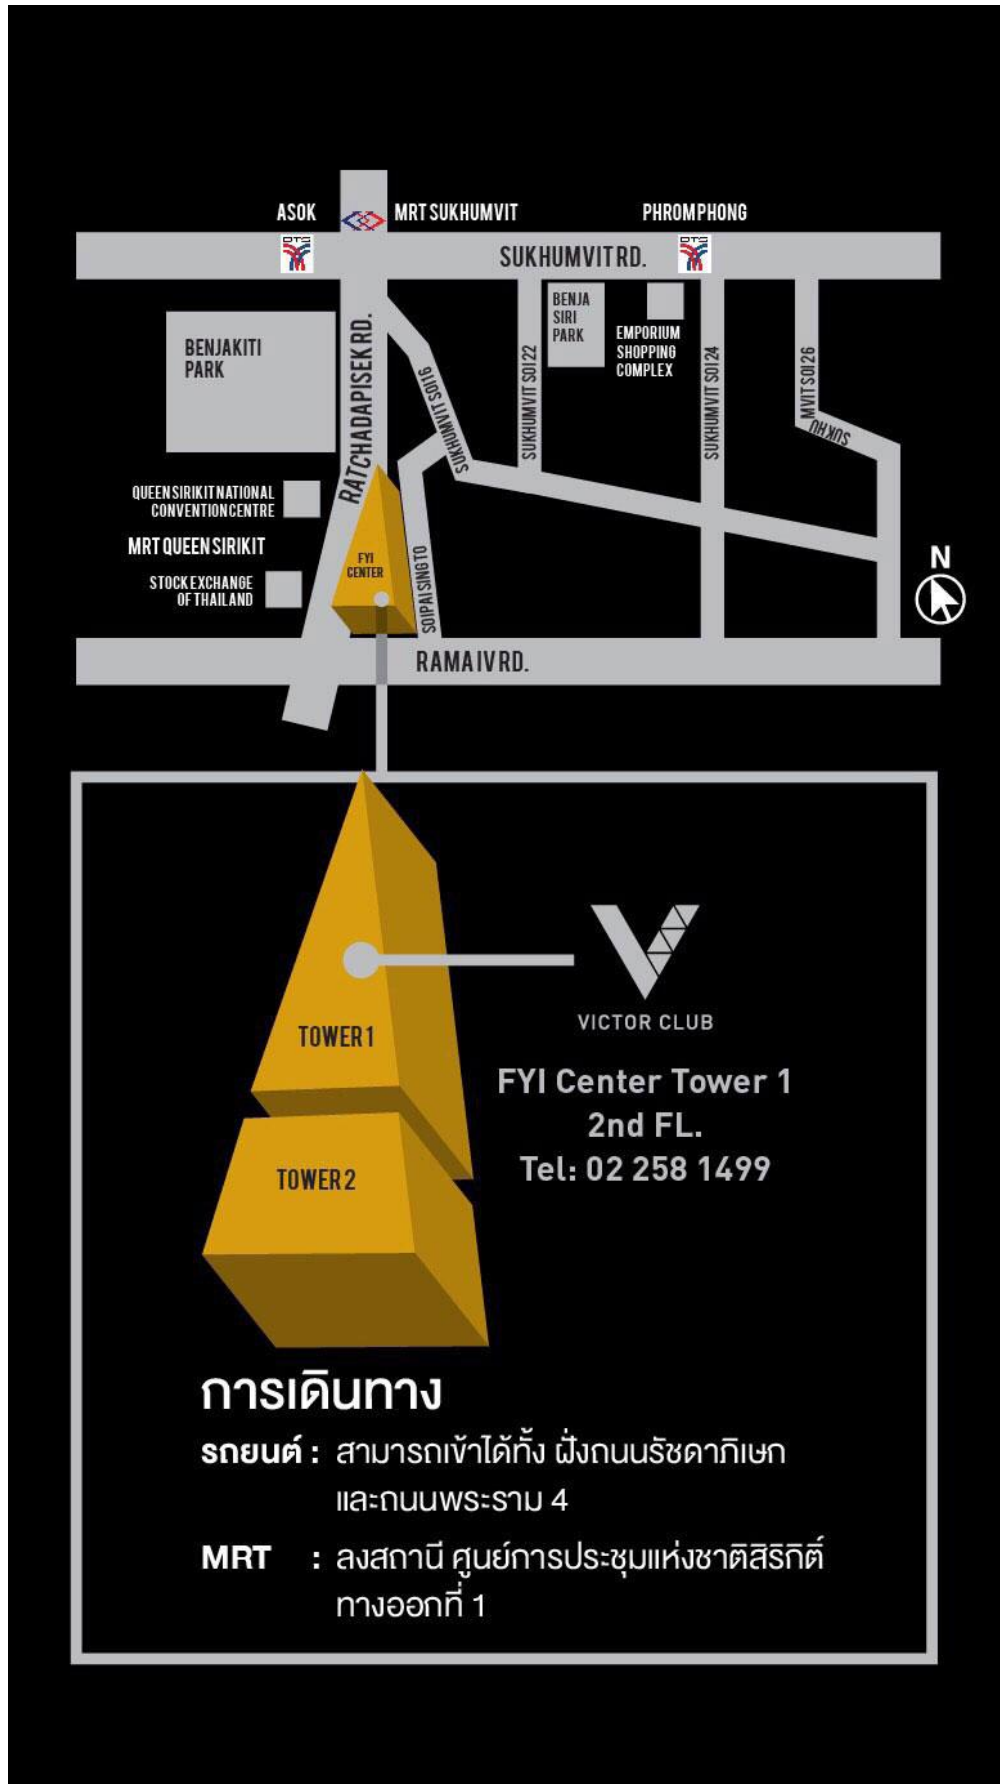 ASOK
MRT SUKHUMVIT
PHROMPHONG
BTS
SUKHUMVIT RD.
BTS
BENJAKITI
PARK
RATCHADAPISEK RD.
SUKHUMVIT SOI 16
SUKHUMVIT SOI 22
BENJA
SIRI
PARK
EMPORIUM
SHOPPING
COMPLEX
SUKHUMVIT SOI 24
SUKHU
MVIT SOI 26
QUEEN SIRIKIT NATIONAL
CONVENTION CENTRE
MRT QUEEN SIRIKIT
STOCK EXCHANGE
OF THAILAND
FYI
CENTER
SOI PAI SING TO
N
RAMA IV RD.
VICTOR CLUB
TOWER 1
FYI Center Tower 1
2nd FL.
Tel: 02 258 1499
TOWER 2
การเดินทาง
รถยนต์ : สามารถเข้าได้ทั้ง ฝั่งถนนรัชดาภิเษก
และถนนพระราม 4
MRT : ลงสถานี ศูนย์การประชุมแห่งชาติสิริกิติ์
ทางออกที่ 1